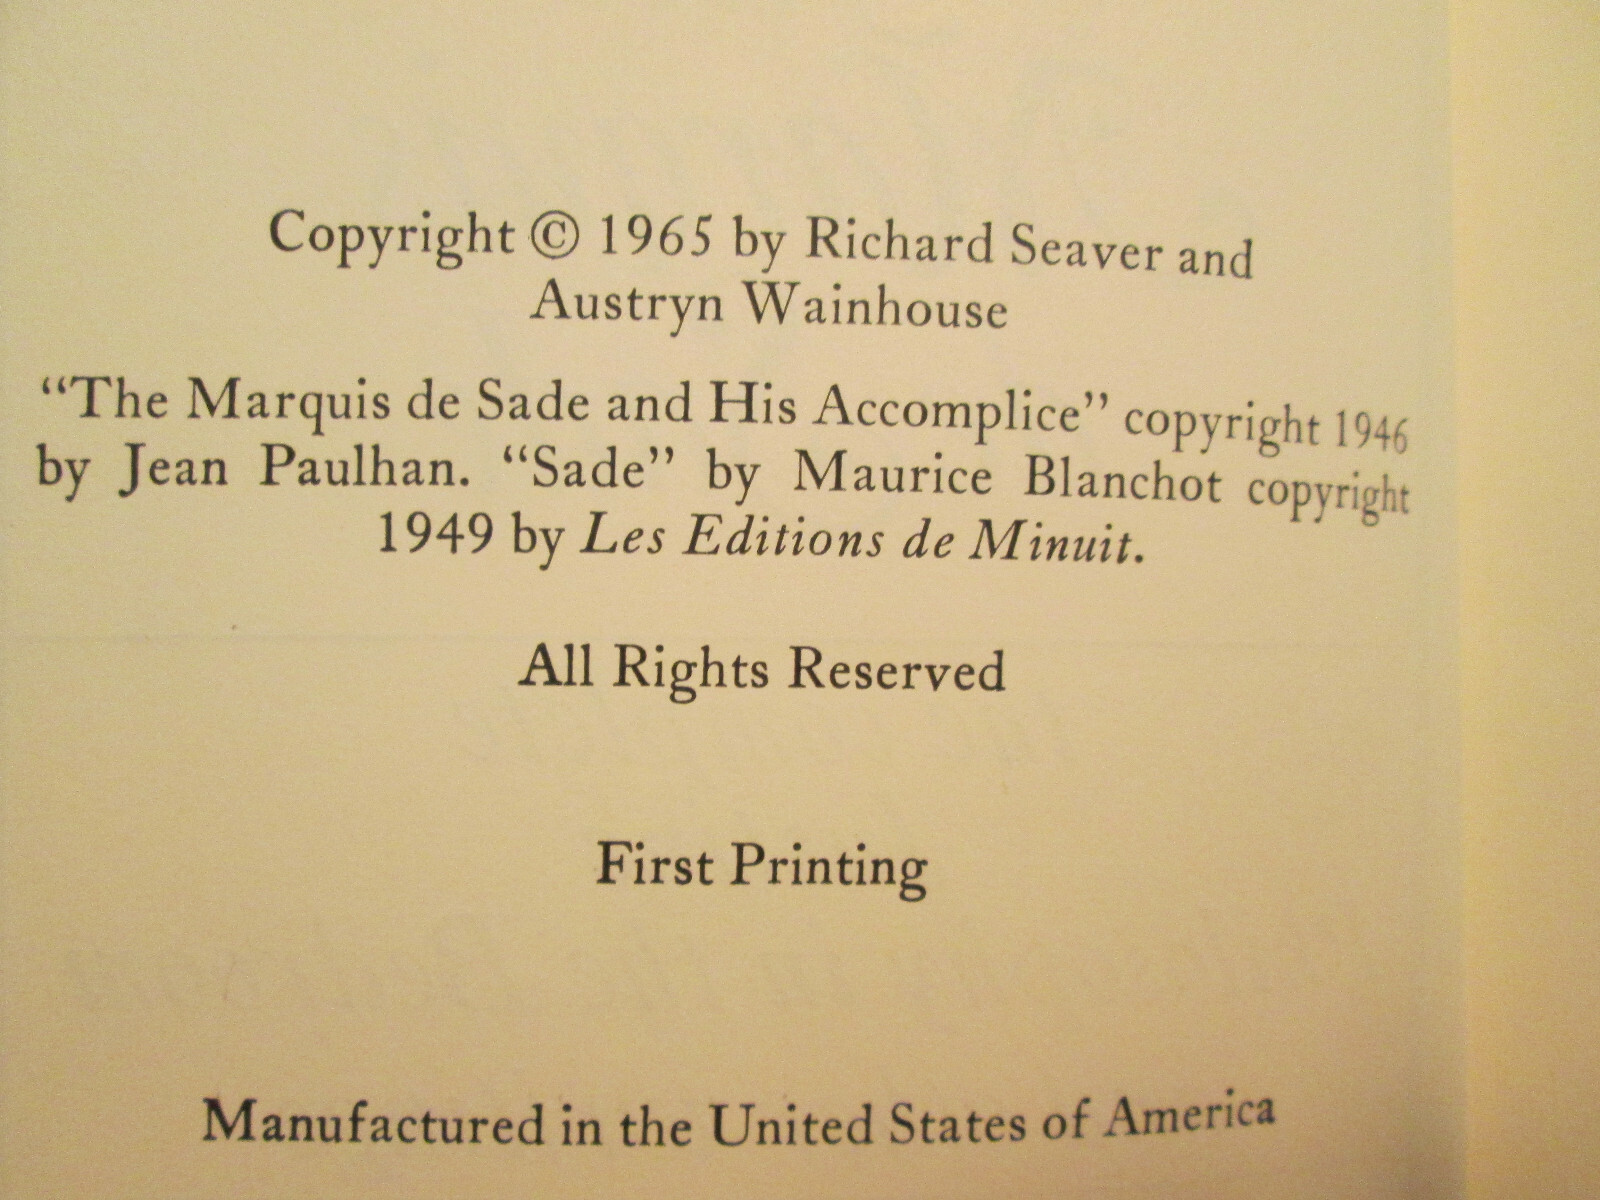 Copyright © 1965 by Richard Seaver and
Austryn Wainhouse
“The Marquis de Sade and His Accomplice” copyright 1946
by Jean Paulhan. “Sade” by Maurice Blanchot copyright
1949 by Les Editions de Minuit.
All Rights Reserved
First Printing
Manufactured in the United States of America